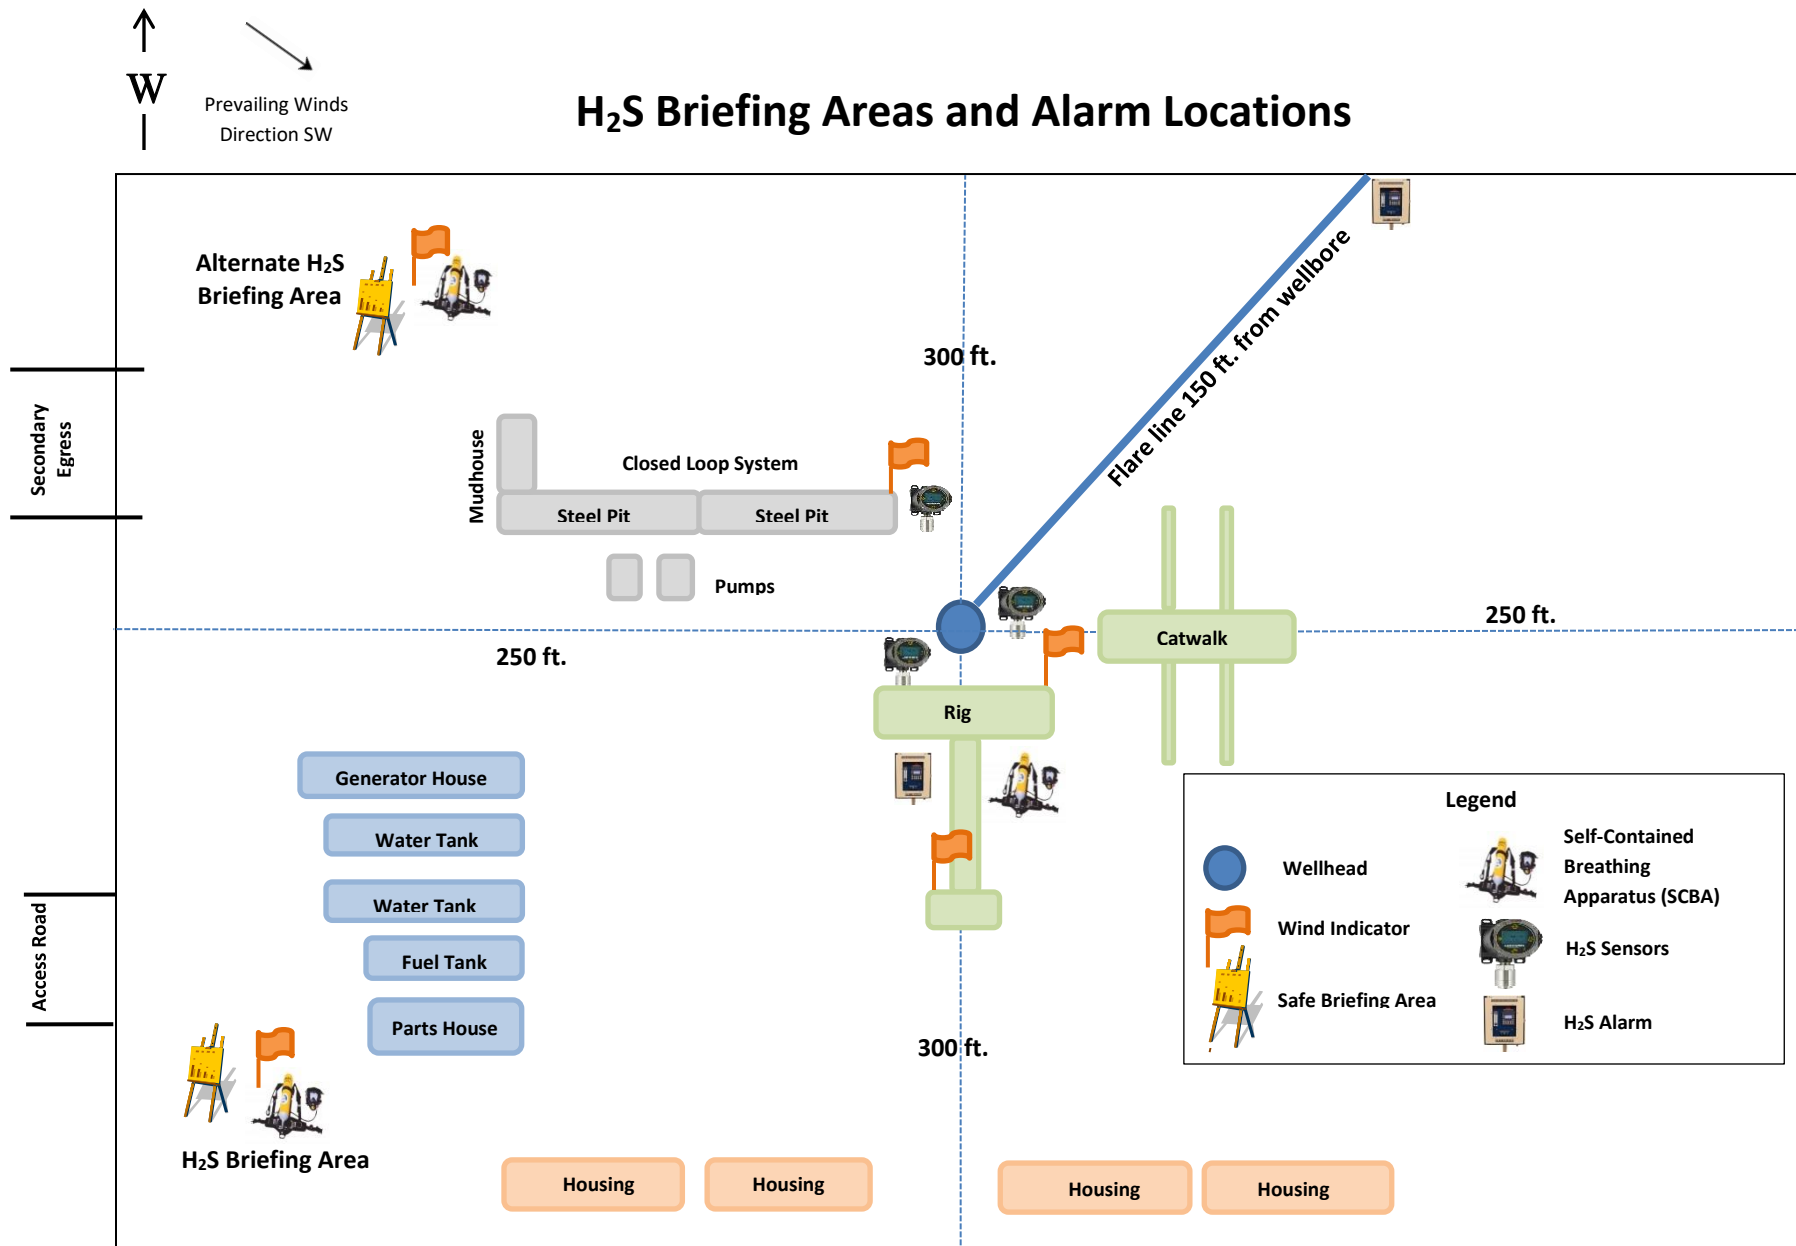 W
Prevailing Winds
Direction SW
H₂S Briefing Areas and Alarm Locations
Alternate H₂S
Briefing Area
300 ft.
Flare line 150 ft. from wellbore
Secondary
Egress
Mudhouse
Closed Loop System
Steel Pit
Steel Pit
Pumps
250 ft.
Catwalk
250 ft.
Rig
Generator House
Water Tank
Water Tank
Fuel Tank
Parts House
Access Road
300 ft.
H₂S Briefing Area
Housing
Housing
Housing
Housing
Legend
Wellhead
Wind Indicator
Safe Briefing Area
Self-Contained
Breathing
Apparatus (SCBA)
H₂S Sensors
H₂S Alarm